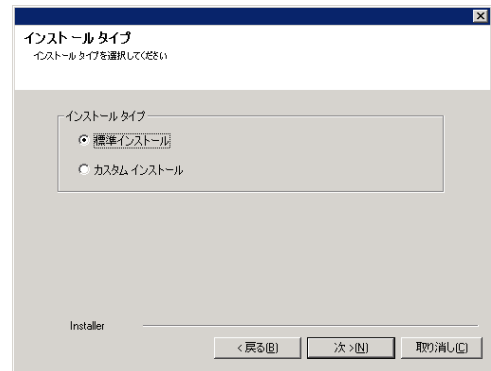 インストール タイプ
インストール タイプを選択してください
インストール タイプ
標準インストール
カスタム インストール
Installer
< 戻る(B)
次 >(N)
取り消し(C)